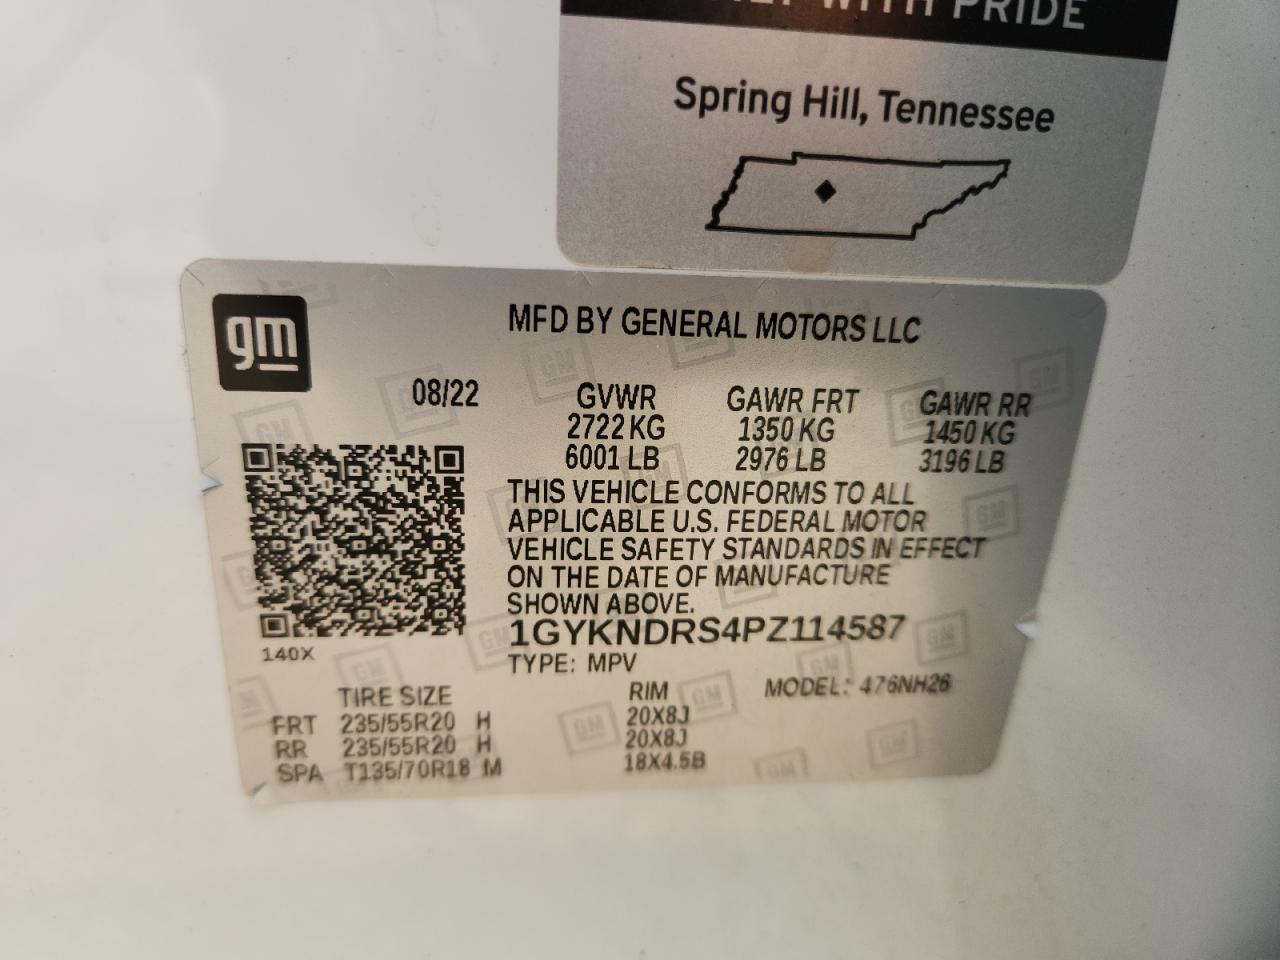 WITH PRIDE
Spring Hill, Tennessee
gm
MFD BY GENERAL MOTORS LLC
08/22 GVWR GAWR FRT GAWR RR
2722 KG 1350 KG 1450 KG
6001 LB 2976 LB 3196 LB
THIS VEHICLE CONFORMS TO ALL
APPLICABLE U.S. FEDERAL MOTOR
VEHICLE SAFETY STANDARDS IN EFFECT
ON THE DATE OF MANUFACTURE
SHOWN ABOVE.
1GYKNDRS4PZ114587
140X
TYPE: MPV
TIRE SIZE RIM MODEL: 476NH26
FRT 235/55R20 H 20X8J
RR 235/55R20 H 20X8J
SPA T135/70R18 M 18X4.5B